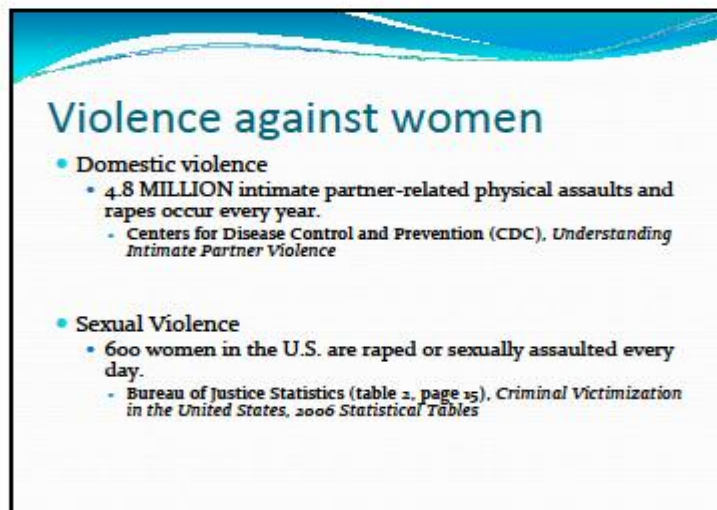 Violence against women
• Domestic violence
• 4.8 MILLION intimate partner-related physical assaults and
rapes occur every year.
- Centers for Disease Control and Prevention (CDC), Understanding
Intimate Partner Violence
• Sexual Violence
• 600 women in the U.S. are raped or sexually assaulted every
day.
- Bureau of Justice Statistics (table 2, page 15), Criminal Victimization
in the United States, 2006 Statistical Tables